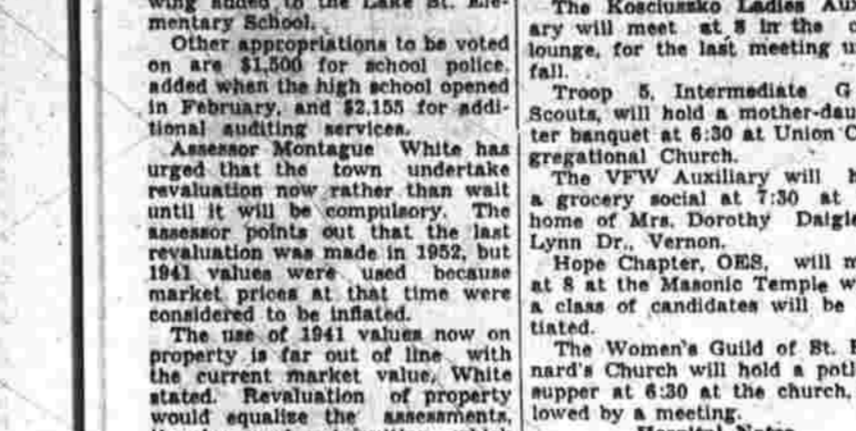 wing added to the Lake St. Ele-
mentary School.
Other appropriations to be voted
on are $1,500 for school police,
added when the high school opened
in February, and $2,155 for addi-
tional auditing services.
Assessor Montague White has
urged that the town undertake
revaluation now rather than wait
until it will be compulsory. The
assessor points out that the last
revaluation was made in 1952, but
1941 values were used because
market prices at that time were
considered to be inflated.
The use of 1941 values now on
property is far out of line with
the current market value, White
stated. Revaluation of property
would equalize the assessments,
The Kosciuszko Ladies Aux
ary will meet at 8 in the
lounge, for the last meeting u
fall.
Troop 5, Intermediate G
Scouts, will hold a mother-dau
ter banquet at 6:30 at Union C
gregational Church.
The VFW Auxiliary will h
a grocery social at 7:30 at
home of Mrs. Dorothy Daigle
Lynn Dr., Vernon.
Hope Chapter, OES, will m
at 8 at the Masonic Temple w
a class of candidates will be
tiated.
The Women's Guild of St.
nard's Church will hold a potl
supper at 6:30 at the church,
lowed by a meeting.
Hospital Notes